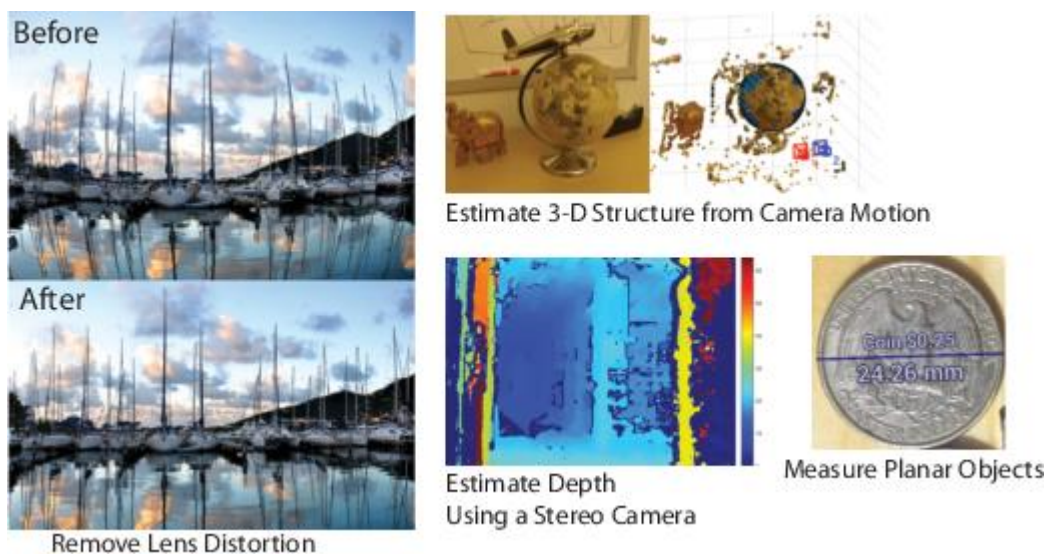 Before
After
Remove Lens Distortion
Estimate 3-D Structure from Camera Motion
Estimate Depth
Using a Stereo Camera
Coin $0.25
24.26 mm
Measure Planar Objects